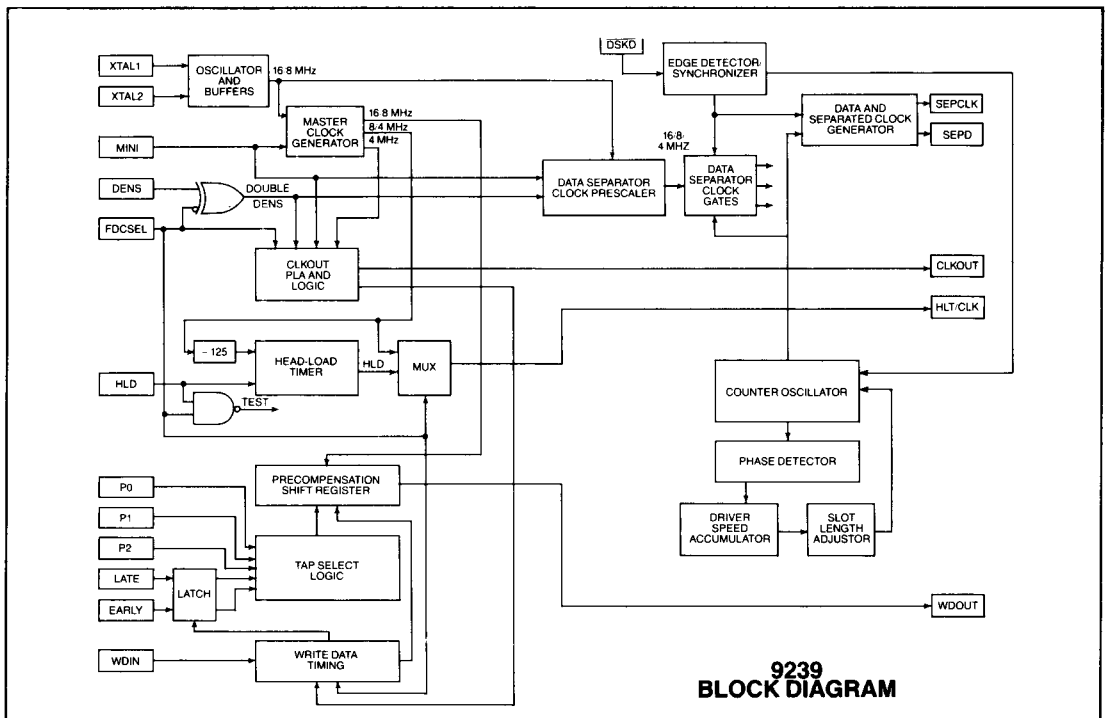 XTAL1
XTAL2
OSCILLATOR
AND
BUFFERS
16 8 MHz
MINI
MASTER
CLOCK
GENERATOR
16 8 MHz
8/4 MHz
4 MHz
DENS
FDCSEL
DOUBLE
DENS
CLKOUT
PLA AND
LOGIC
DSKD
EDGE DETECTOR/
SYNCHRONIZER
DATA AND
SEPARATED CLOCK
GENERATOR
SEPCLK
SEPD
16/8/
4 MHZ
DATA SEPARATOR
CLOCK PRESCALER
DATA
SEPARATOR
CLOCK
GATES
CLKOUT
HLT/CLK
- 125
HEAD-LOAD
TIMER
HLD
MUX
HLD
TEST
COUNTER OSCILLATOR
PHASE DETECTOR
DRIVER
SPEED
ACCUMULATOR
SLOT
LENGTH
ADJUSTOR
P0
P1
P2
LATE
EARLY
LATCH
PRECOMPENSATION
SHIFT REGISTER
TAP SELECT
LOGIC
WDIN
WRITE DATA
TIMING
WDOUT
9239
BLOCK DIAGRAM